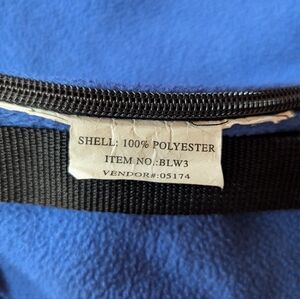 SHELL: 100% POLYESTER
ITEM NO.:BLW3
VENDOR#:05174